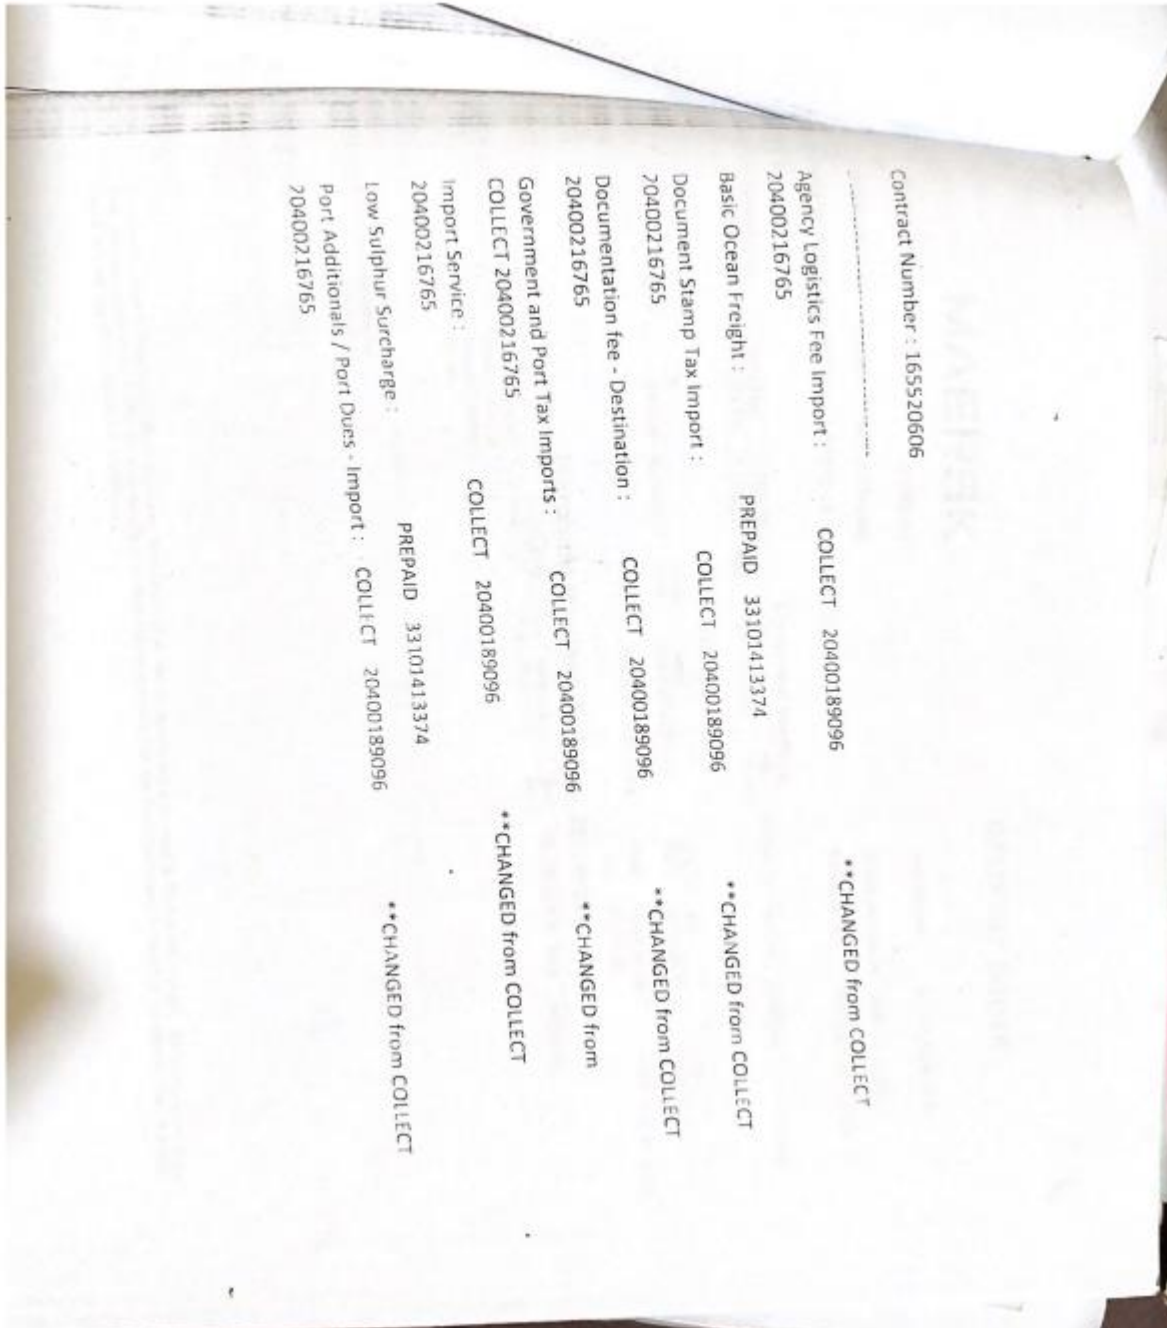 Contract Number : 165520606
--------------------------------
Agency Logistics Fee Import : COLLECT 20400189096 **CHANGED from COLLECT
20400216765
Basic Ocean Freight : PREPAID 33101413374
Document Stamp Tax Import : COLLECT 20400189096 **CHANGED from COLLECT
20400216765
Documentation fee - Destination : COLLECT 20400189096 **CHANGED from COLLECT
20400216765
Government and Port Tax Imports : COLLECT 20400189096 **CHANGED from
COLLECT 20400216765
Import Service : COLLECT 20400189096 **CHANGED from COLLECT
20400216765
Low Sulphur Surcharge : PREPAID 33101413374
Port Additionals / Port Dues - Import : COLLECT 20400189096 **CHANGED from COLLECT
20400216765